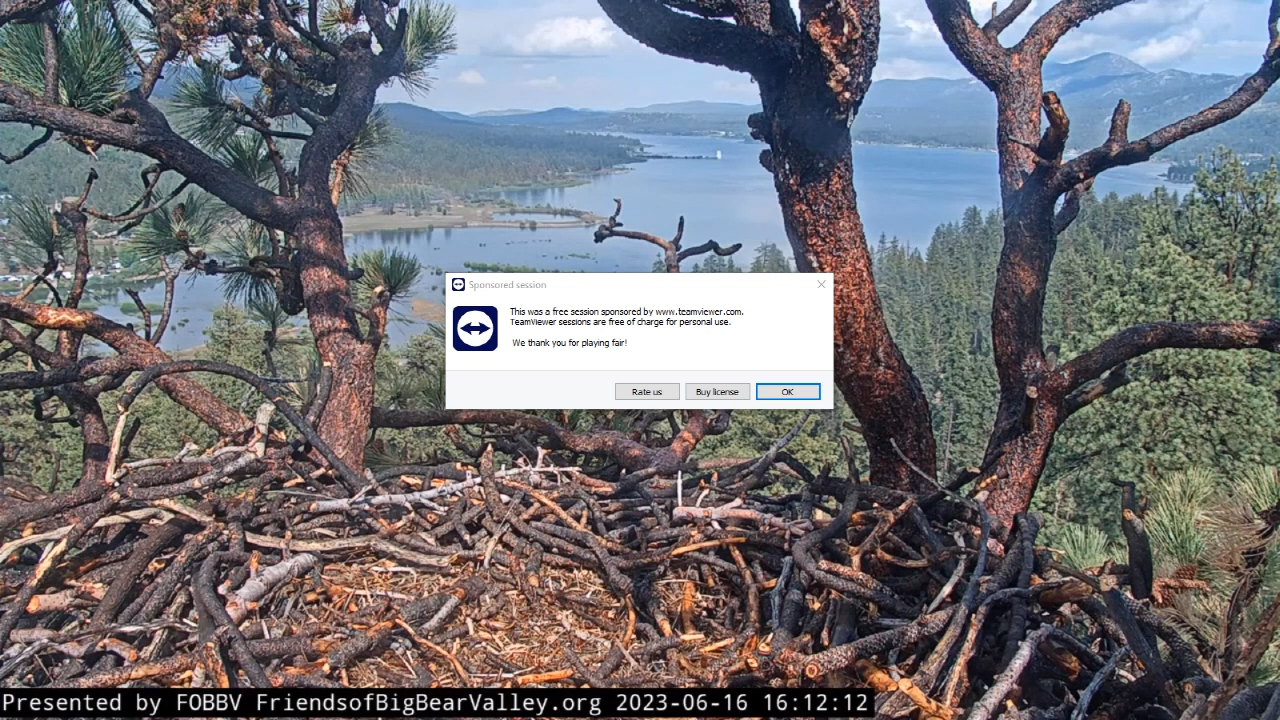 Sponsored session
This was a free session sponsored by www.teamviewer.com.
TeamViewer sessions are free of charge for personal use.
We thank you for playing fair!
Rate us
Buy license
OK
Presented by FOBBV FriendsofBigBearValley.org 2023-06-16 16:12:12